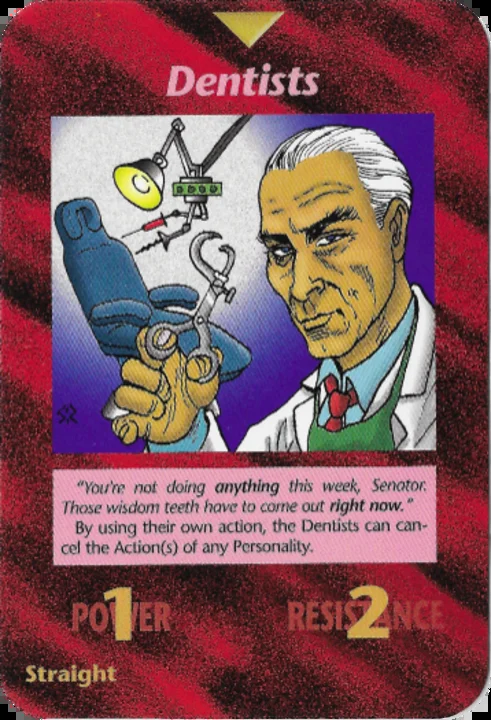 Dentists
"You're not doing anything this week, Senator.
Those wisdom teeth have to come out right now."
By using their own action, the Dentists can can-
cel the Action(s) of any Personality.
POWER 1 RESISTANCE 2
Straight